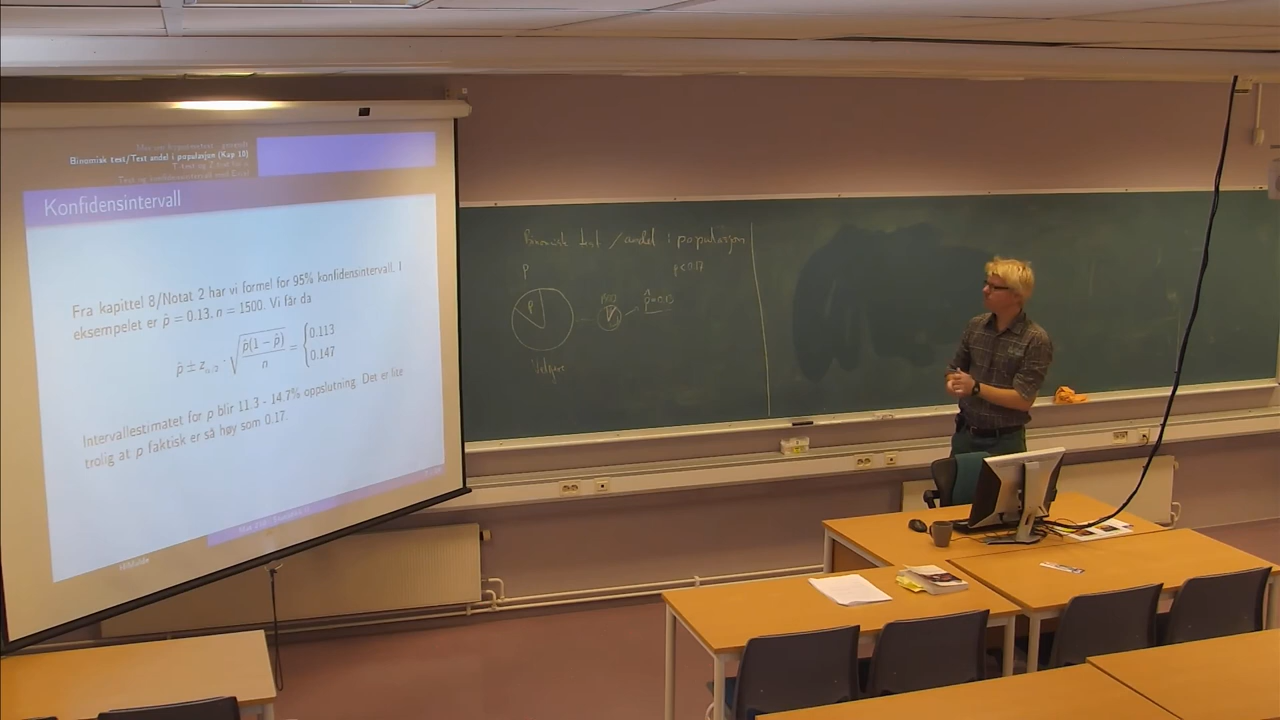 Binomisk test/Test andel i populasjon (Kap 10)
Konfidensintervall
Fra kapittel 8/Notat 2 har vi formel for 95% konfidensintervall. I
eksempelet er p̂ = 0.13, n = 1500. Vi får da
p̂ ± z_{α/2} · √(p̂(1 − p̂)/n) = { 0.113
0.147
Intervallestimatet for p blir 11.3 - 14.7% oppslutning. Det er lite
trolig at p faktisk er så høy som 0.17.
HiMolde
Binomisk test / andel i populasjon
p
p<0.17
p
p̂=0.13
Velgere